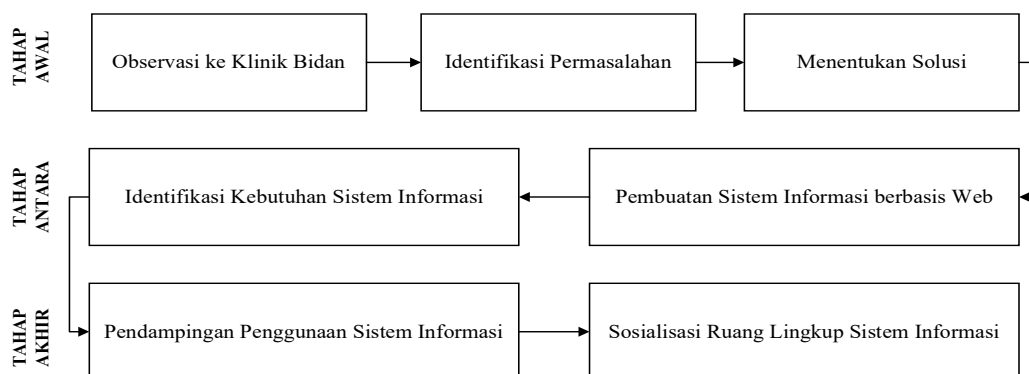 TAHAP
AWAL
Observasi ke Klinik Bidan
Identifikasi Permasalahan
Menentukan Solusi
TAHAP
ANTARA
Identifikasi Kebutuhan Sistem Informasi
Pembuatan Sistem Informasi berbasis Web
TAHAP
AKHIR
Pendampingan Penggunaan Sistem Informasi
Sosialisasi Ruang Lingkup Sistem Informasi